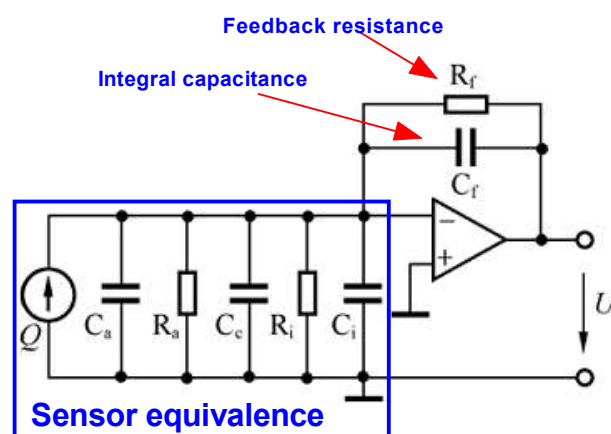 Feedback resistance
Integral capacitance
R_f
C_f
−
+
Q
C_a
R_a
C_c
R_i
C_i
U
Sensor equivalence